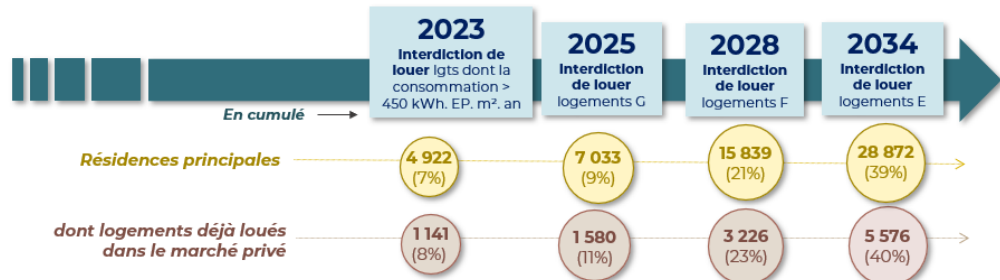 2023
Interdiction de
louer lgts dont la
consommation >
450 kWh. EP. m². an
2025
Interdiction
de louer
logements G
2028
Interdiction
de louer
logements F
2034
Interdiction
de louer
logements E
En cumulé
Résidences principales
4 922
(7%)
7 033
(9%)
15 839
(21%)
28 872
(39%)
dont logements déjà loués
dans le marché privé
1 141
(8%)
1 580
(11%)
3 226
(23%)
5 576
(40%)